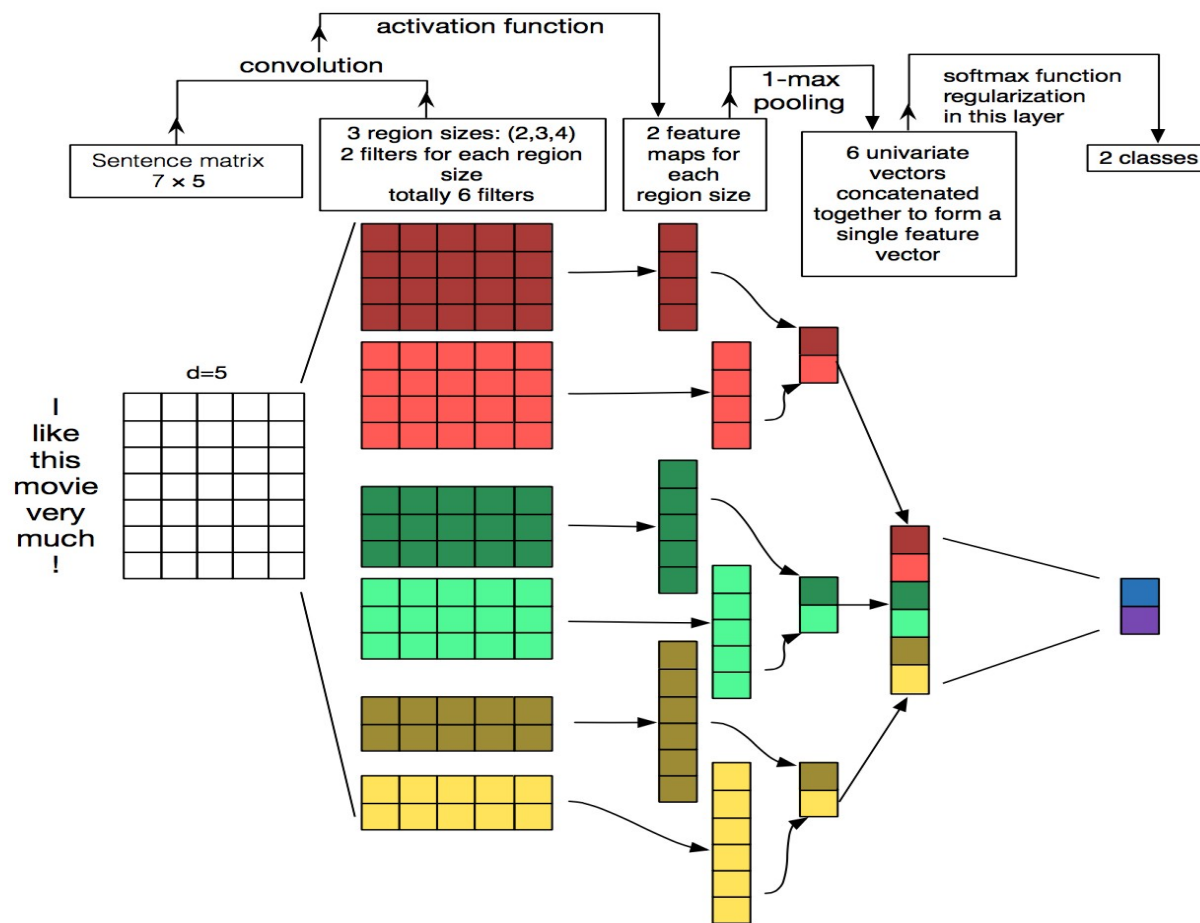 activation function
convolution
1-max
pooling
softmax function
regularization
in this layer
Sentence matrix
7 × 5
3 region sizes: (2,3,4)
2 filters for each region
size
totally 6 filters
2 feature
maps for
each
region size
6 univariate
vectors
concatenated
together to form a
single feature
vector
2 classes
d=5
I
like
this
movie
very
much
!